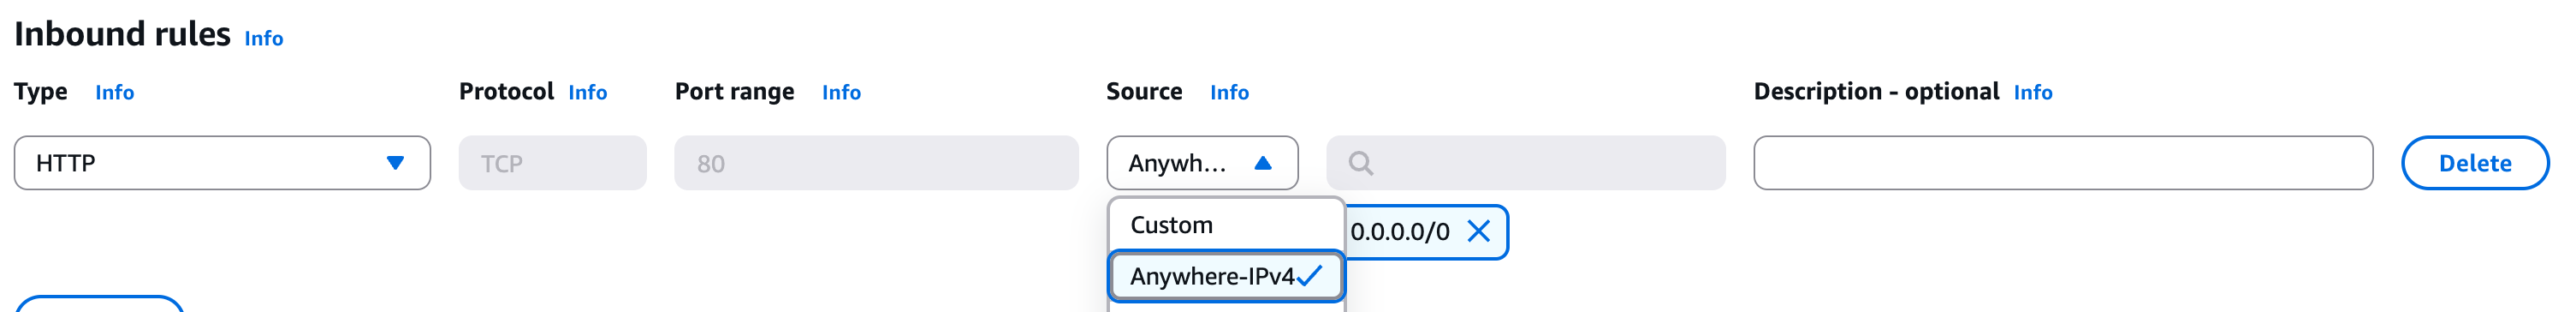 Inbound rules Info
Type Info Protocol Info Port range Info Source Info Description - optional Info
HTTP TCP 80 Anywh... Delete
Custom 0.0.0.0/0
Anywhere-IPv4